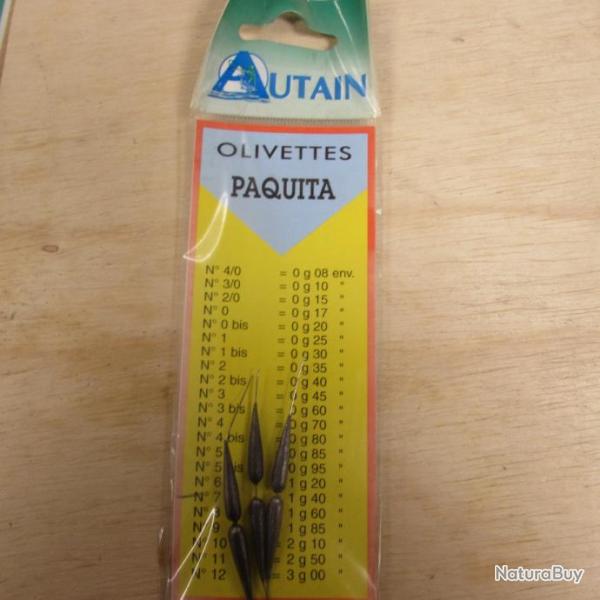 AUTAIN
OLIVETTES
PAQUITA
N° 4/0 = 0 g 08 env.
N° 3/0 = 0 g 10 "
N° 2/0 = 0 g 15 "
N° 0 = 0 g 17 "
N° 0 bis = 0 g 20 "
N° 1 = 0 g 25 "
N° 1 bis = 0 g 30 "
N° 2 = 0 g 35 "
N° 2 bis = 0 g 40 "
N° 3 = 0 g 45 "
N° 3 bis = 0 g 60 "
N° 4 = 0 g 70 "
N° 4 bis = 0 g 80 "
N° 5 = 0 g 85 "
N° 5 bis = 0 g 95 "
N° 6 = 1 g 20 "
N° 7 1 g 40 "
N° 8 1 g 60 "
N° 9 1 g 85 "
N° 10 = 2 g 10 "
N° 11 = 2 g 50 "
N° 12 = 3 g 00 "
NaturaBuy